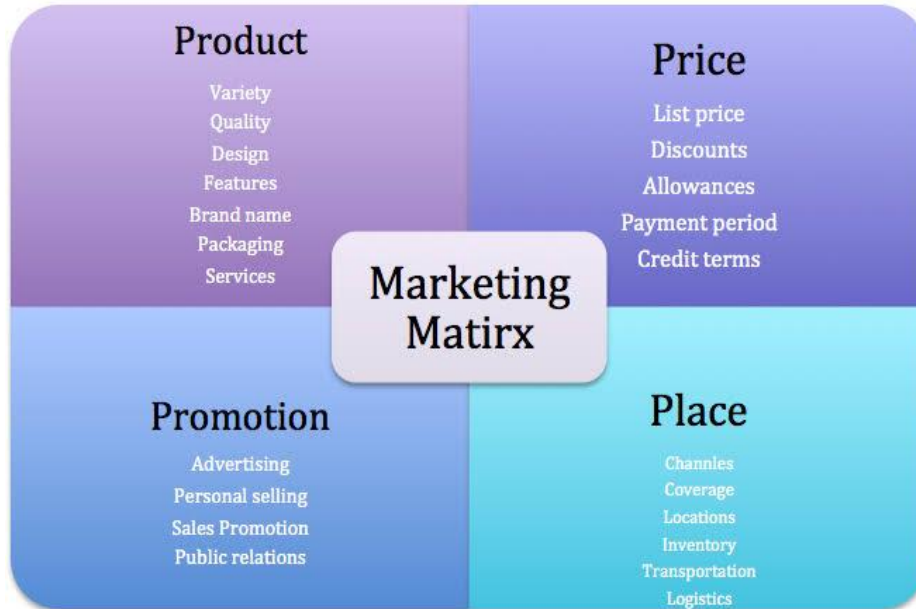 Product
Variety
Quality
Design
Features
Brand name
Packaging
Services
Price
List price
Discounts
Allowances
Payment period
Credit terms
Marketing
Matirx
Promotion
Advertising
Personal selling
Sales Promotion
Public relations
Place
Channles
Coverage
Locations
Inventory
Transportation
Logistics